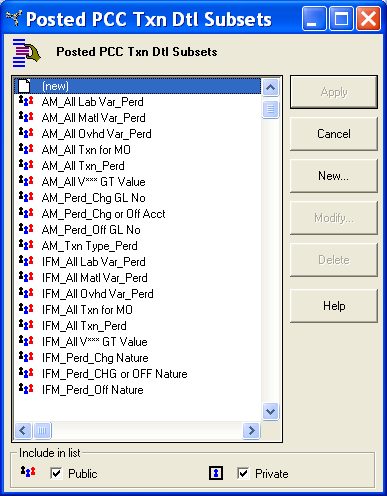 Posted PCC Txn Dtl Subsets
Posted PCC Txn Dtl Subsets
(new)
AM_All Lab Var_Perd
AM_All Matl Var_Perd
AM_All Ovhd Var_Perd
AM_All Txn for MO
AM_All Txn_Perd
AM_All V*** GT Value
AM_Perd_Chg GL No
AM_Perd_Chg or Off Acct
AM_Perd_Off GL No
AM_Txn Type_Perd
IFM_All Lab Var_Perd
IFM_All Matl Var_Perd
IFM_All Ovhd Var_Perd
IFM_All Txn for MO
IFM_All Txn_Perd
IFM_All V*** GT Value
IFM_Perd_Chg Nature
IFM_Perd_CHG or OFF Nature
IFM_Perd_Off Nature
Apply
Cancel
New...
Modify...
Delete
Help
Include in list
Public
Private